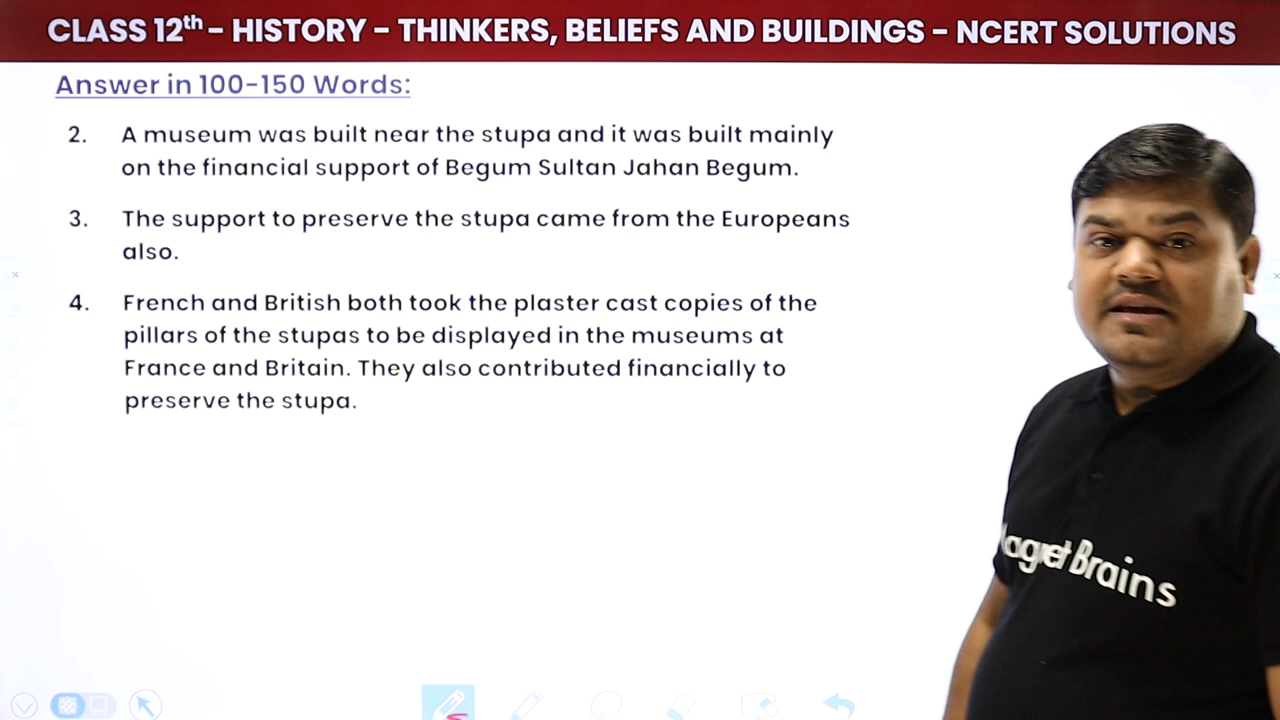 CLASS 12th – HISTORY – THINKERS, BELIEFS AND BUILDINGS – NCERT SOLUTIONS
Answer in 100-150 Words:
2. A museum was built near the stupa and it was built mainly
on the financial support of Begum Sultan Jahan Begum.
3. The support to preserve the stupa came from the Europeans
also.
4. French and British both took the plaster cast copies of the
pillars of the stupas to be displayed in the museums at
France and Britain. They also contributed financially to
preserve the stupa.
Magnet Brains